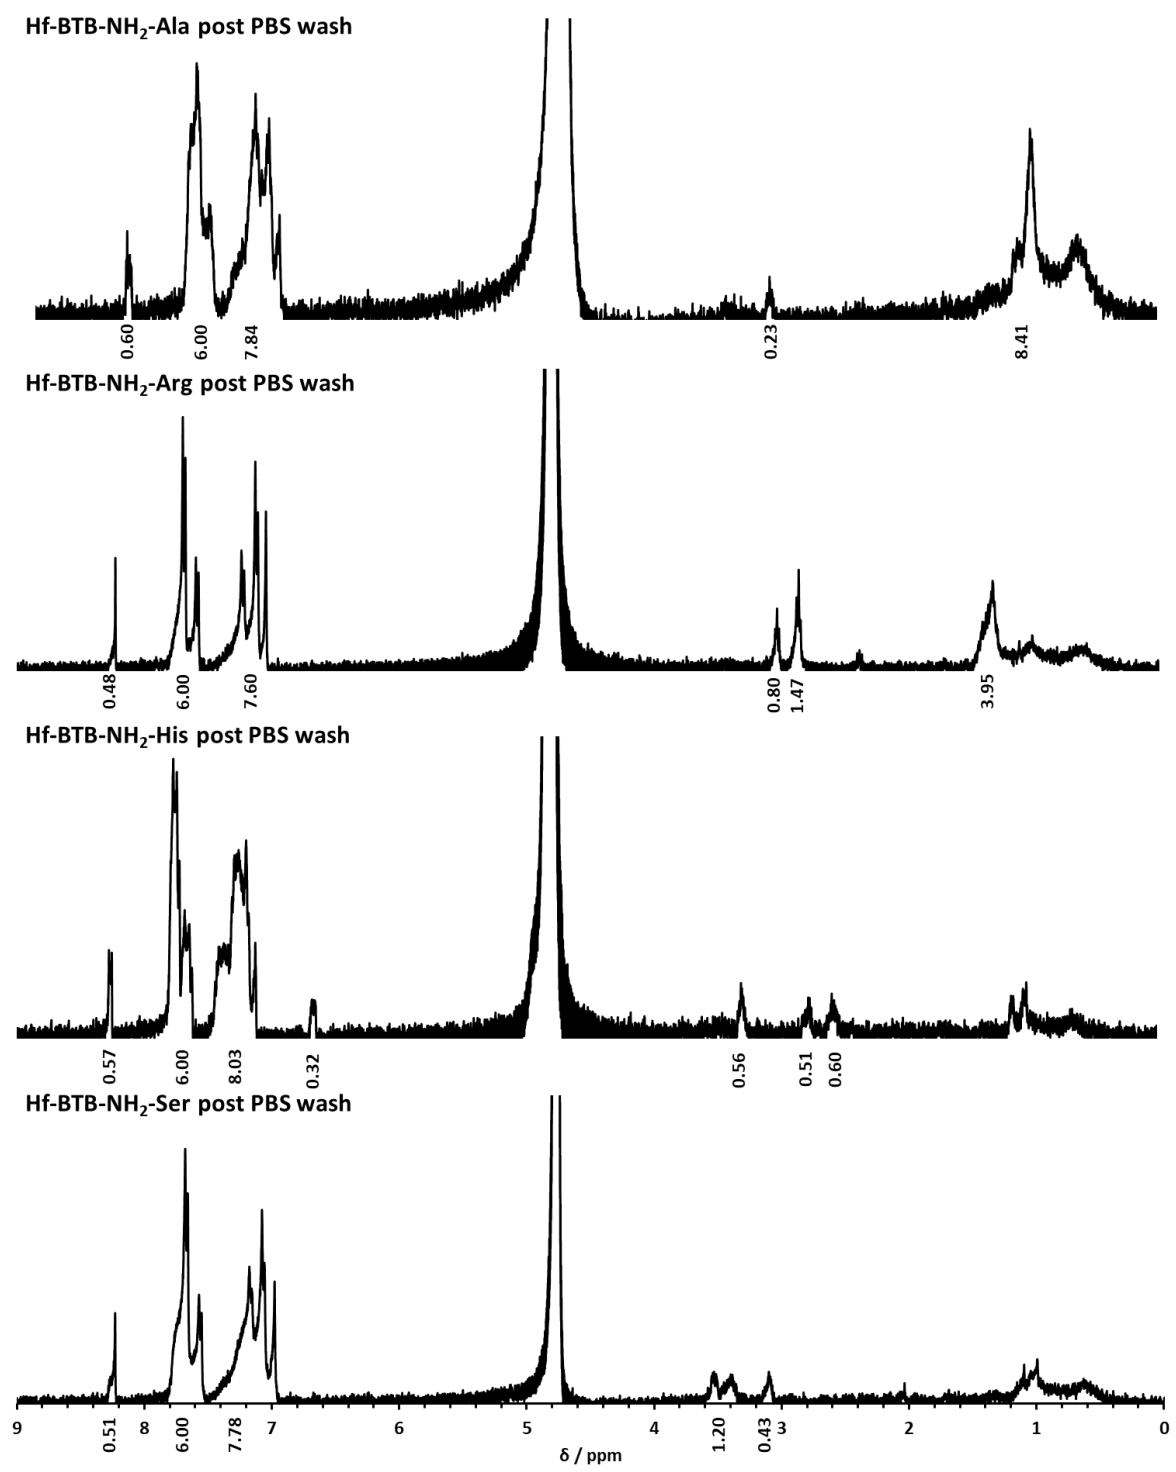 Hf-BTB-NH₂-Ala post PBS wash
0.60 6.00 7.84 0.23 8.41
Hf-BTB-NH₂-Arg post PBS wash
0.48 6.00 7.60 0.80 1.47 3.95
Hf-BTB-NH₂-His post PBS wash
0.57 6.00 8.03 0.32 0.56 0.51 0.60
Hf-BTB-NH₂-Ser post PBS wash
9 0.51 8 6.00 7.78 7 6 5 4 1.20 0.43 3 2 1 0
δ / ppm